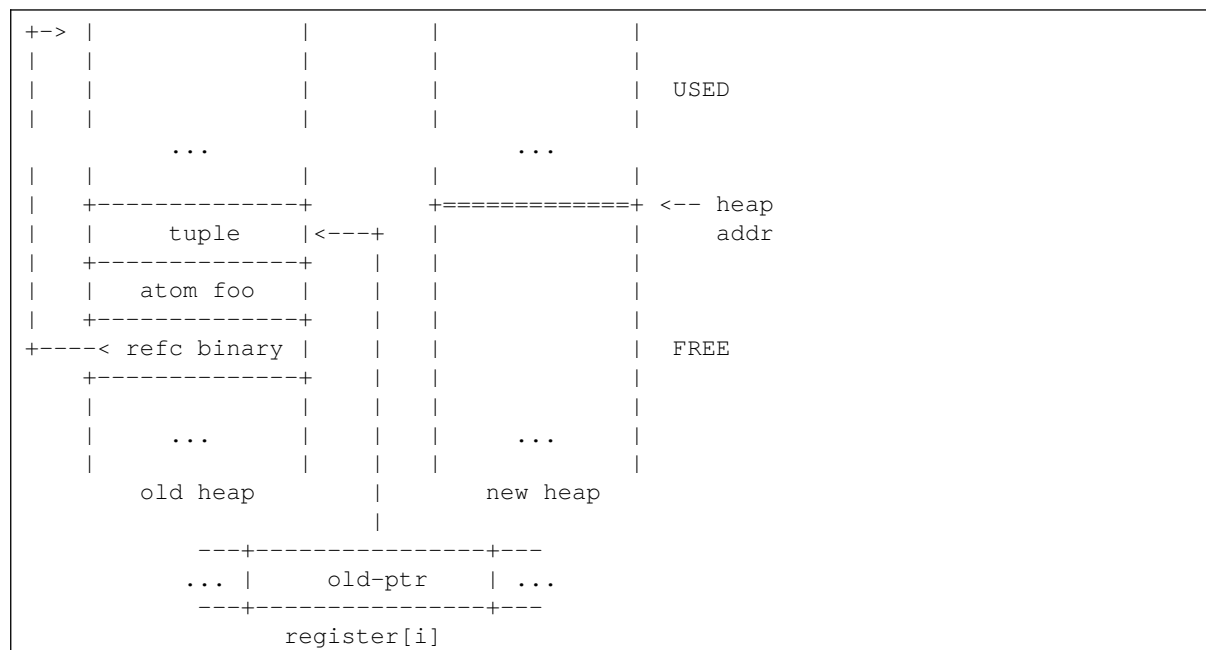 +-> |              |        |             |
|   |              |        |             |
|   |              |        |             |  USED
|   |              |        |             |
          ...                    ...
|   |              |        |             |
|   +--------------+        +=============+ <-- heap
|   |     tuple    |<---+   |             |     addr
|   +--------------+    |   |             |
|   |   atom foo   |    |   |             |
|   +--------------+    |   |             |
+----< refc binary |    |   |             |  FREE
    +--------------+    |   |             |
    |              |    |   |             |
    |     ...      |    |   |     ...     |
    |              |    |   |             |
        old heap        |      new heap
                        |
            ---+----------------+---
           ... |     old-ptr    | ...
            ---+----------------+---
                  register[i]